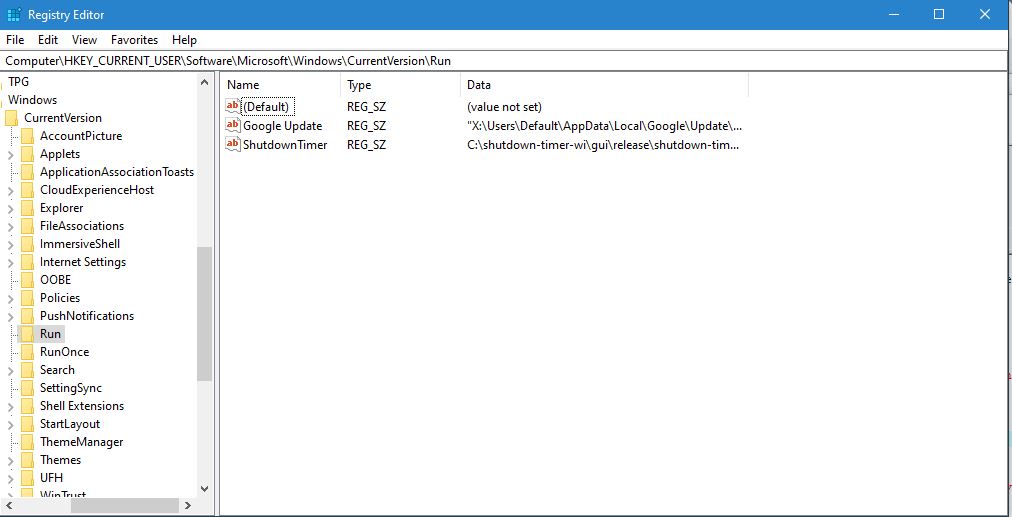 Registry Editor
File Edit View Favorites Help
Computer\HKEY_CURRENT_USER\Software\Microsoft\Windows\CurrentVersion\Run
TPG
Windows
CurrentVersion
AccountPicture
Applets
ApplicationAssociationToasts
CloudExperienceHost
Explorer
FileAssociations
ImmersiveShell
Internet Settings
OOBE
Policies
PushNotifications
Run
RunOnce
Search
SettingSync
Shell Extensions
StartLayout
ThemeManager
Themes
UFH
WinTrust
Name Type Data
ab (Default) REG_SZ (value not set)
ab Google Update REG_SZ "X:\Users\Default\AppData\Local\Google\Update\...
ab ShutdownTimer REG_SZ C:\shutdown-timer-wi\gui\release\shutdown-tim...